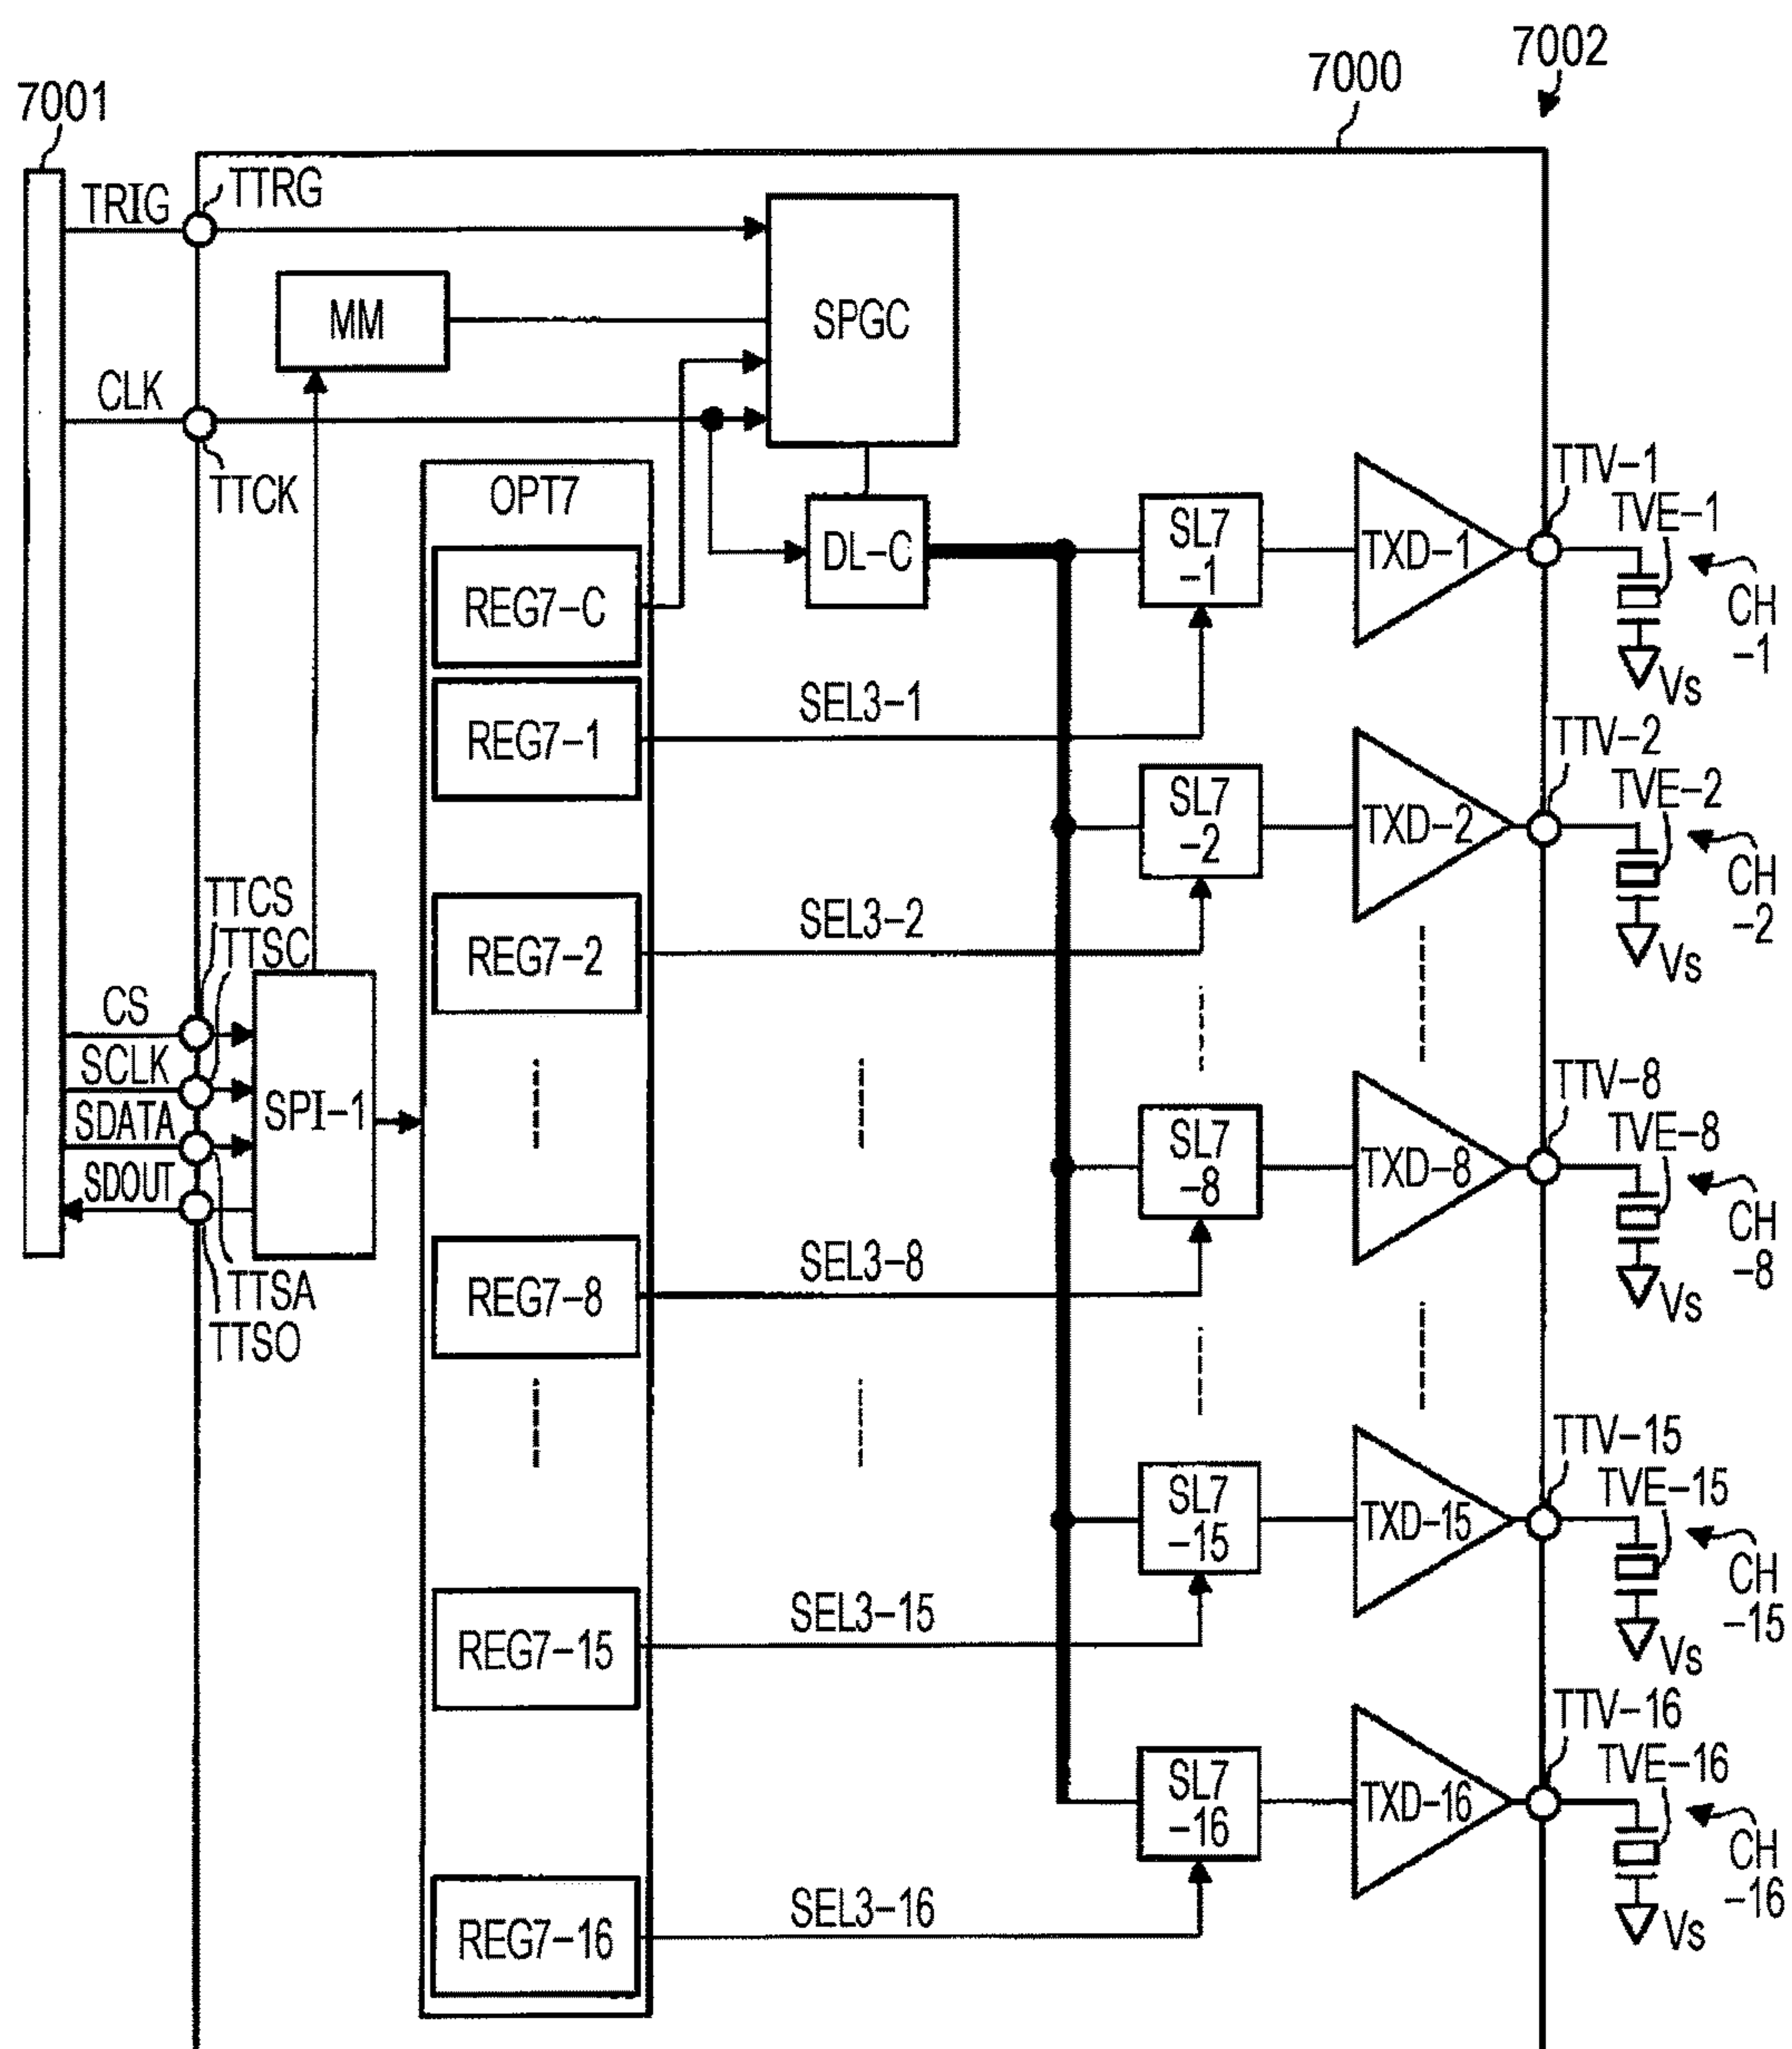 7002
7000
7001
TRIG
TTRG
MM
SPGC
CLK
TTCK
OPT7
DL-C
SL7
-1
TXD-1
TTV-1
TVE-1
CH
-1
Vs
REG7-C
REG7-1
SEL3-1
SL7
-2
TXD-2
TTV-2
TVE-2
CH
-2
Vs
REG7-2
SEL3-2
TTCS
TTSC
CS
SCLK
SDATA
SDOUT
SPI-1
TTSA
TTSO
SL7
-8
TXD-8
TTV-8
TVE-8
CH
-8
Vs
REG7-8
SEL3-8
SL7
-15
TXD-15
TTV-15
TVE-15
CH
-15
Vs
REG7-15
SEL3-15
SL7
-16
TXD-16
TTV-16
TVE-16
CH
-16
Vs
REG7-16
SEL3-16